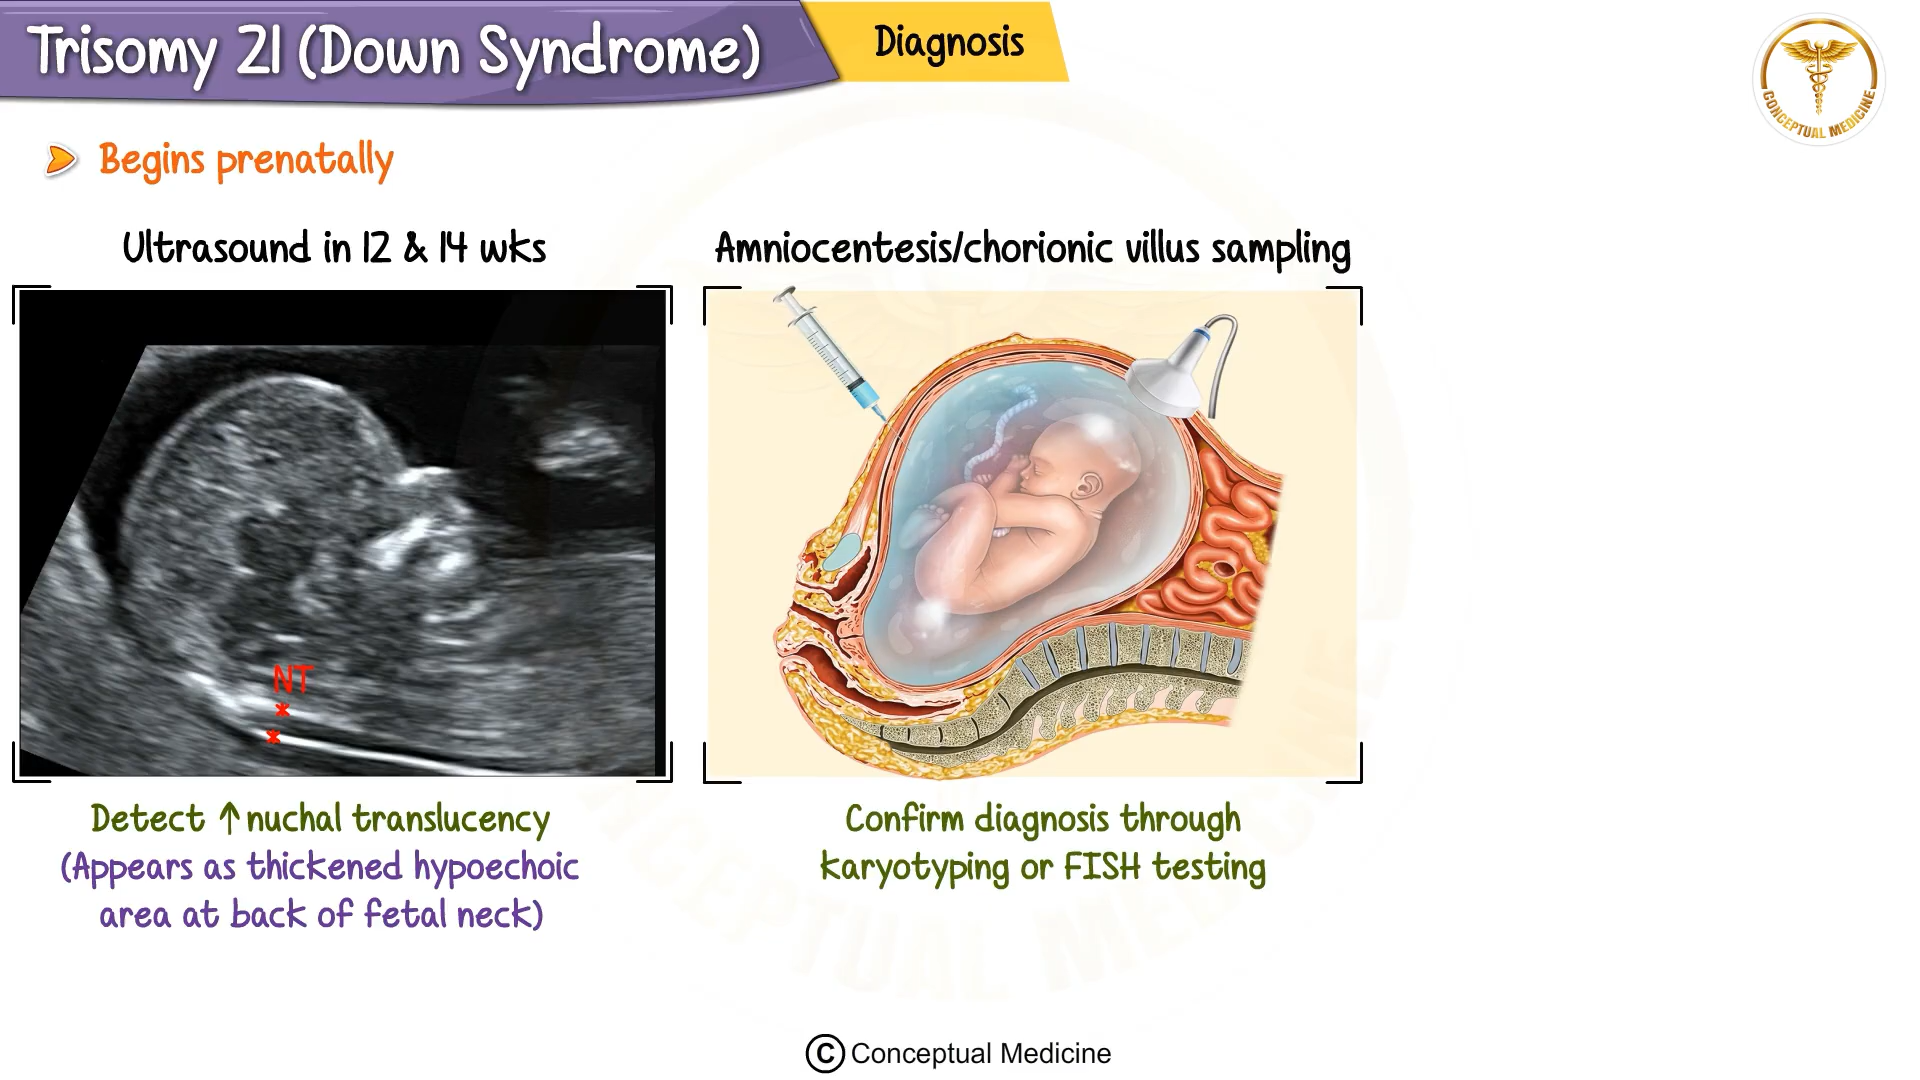 Trisomy 21 (Down Syndrome)
Diagnosis
CONCEPTUAL MEDICINE
Begins prenatally
Ultrasound in 12 & 14 wks
Amniocentesis/chorionic villus sampling
NT
Detect ↑ nuchal translucency
(Appears as thickened hypoechoic
area at back of fetal neck)
Confirm diagnosis through
karyotyping or FISH testing
CONCEPTUAL MEDICINE
© Conceptual Medicine